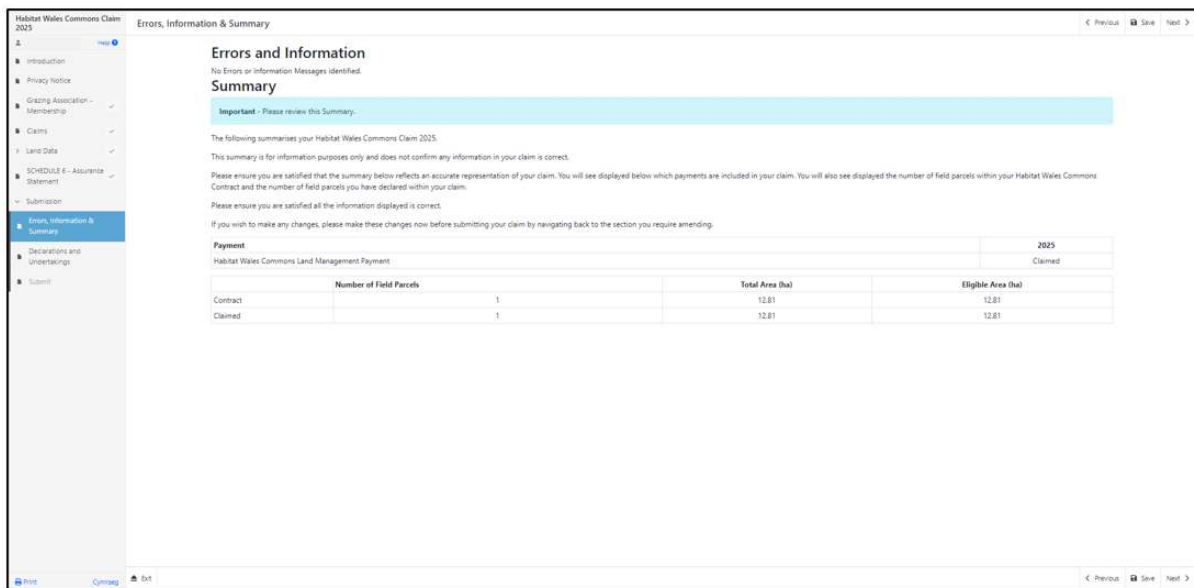 Habitat Wales Commons Claim
2025
Help
Introduction
Privacy Notice
Grazing Association -
Membership
Claims
Land Data
SCHEDULE 6 - Assurance
Statement
Submission
Errors, Information &
Summary
Declarations and
Undertakings
Submit
Print
Cymraeg
Errors, Information & Summary
Previous
Save
Next
Errors and Information
No Errors or Information Messages identified.
Summary
Important - Please review this Summary.
The following summarises your Habitat Wales Commons Claim 2025.
This summary is for information purposes only and does not confirm any information in your claim is correct.
Please ensure you are satisfied that the summary below reflects an accurate representation of your claim. You will see displayed below which payments are included in your claim. You will also see displayed the number of field parcels within your Habitat Wales Commons
Contract and the number of field parcels you have declared within your claim.
Please ensure you are satisfied all the information displayed is correct.
If you wish to make any changes, please make these changes now before submitting your claim by navigating back to the section you require amending.
Payment 2025
Habitat Wales Commons Land Management Payment Claimed
Number of Field Parcels Total Area (ha) Eligible Area (ha)
Contract 1 12.81 12.81
Claimed 1 12.81 12.81
Exit
Previous
Save
Next